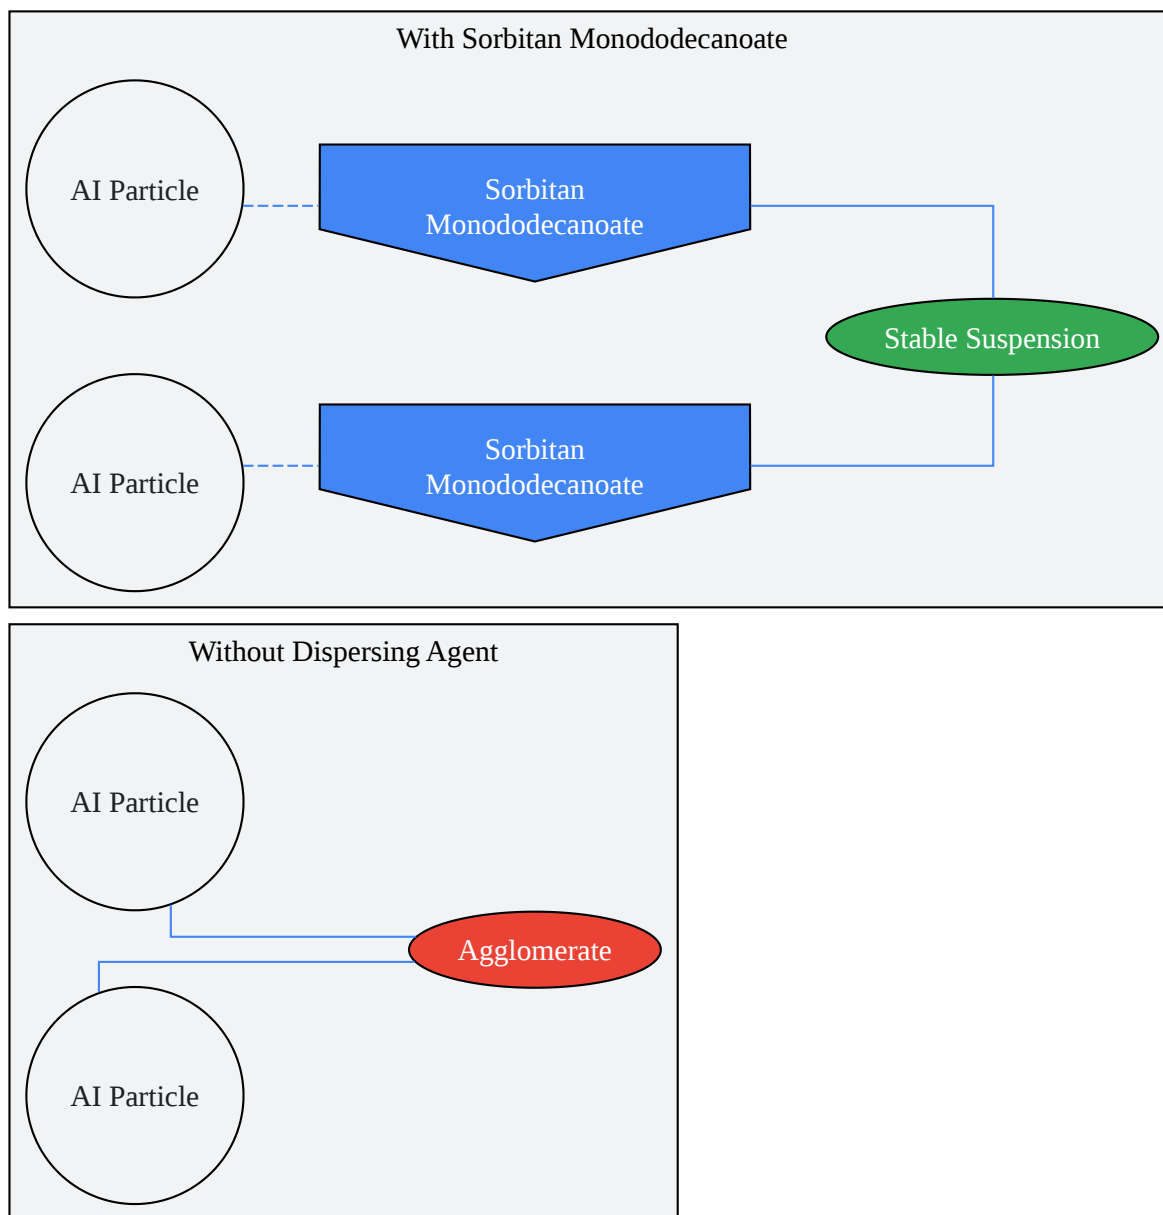 With Sorbitan Monododecanoate
AI Particle
Sorbitan
Monododecanoate
Stable Suspension
AI Particle
Sorbitan
Monododecanoate
Without Dispersing Agent
AI Particle
Agglomerate
AI Particle